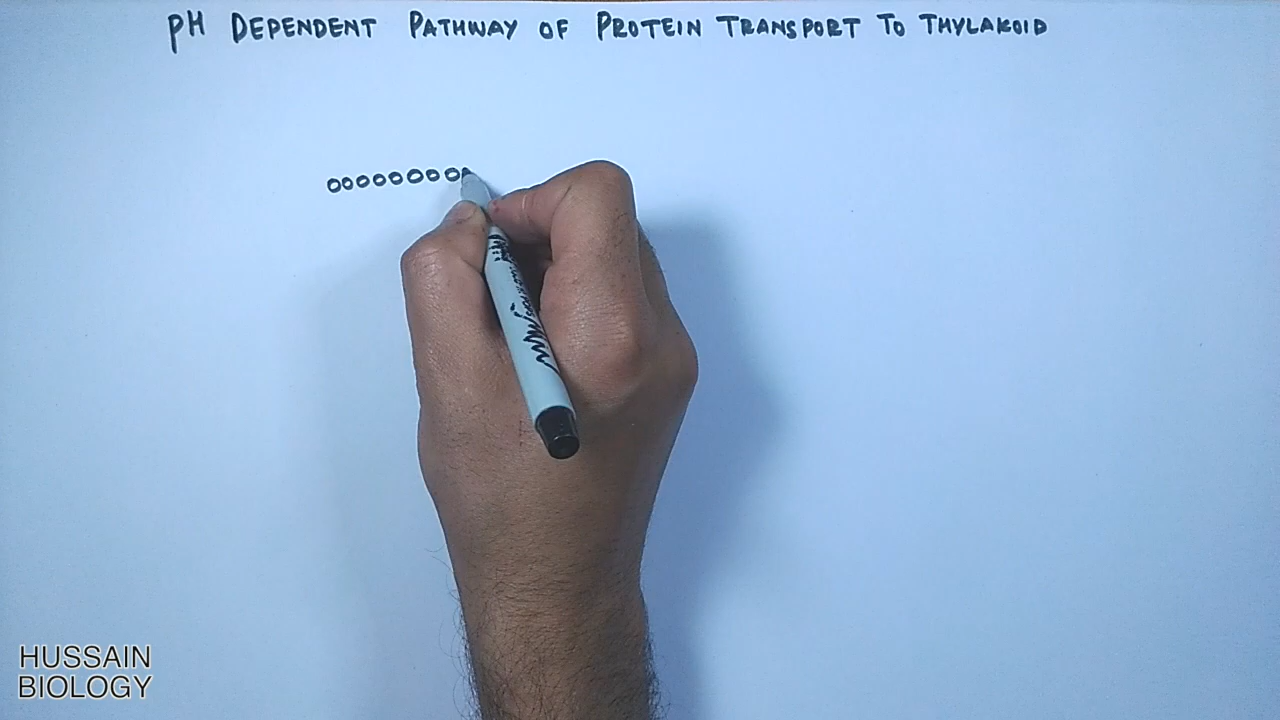 pH DEPENDENT PATHWAY OF PROTEIN TRANSPORT TO THYLAKOID
HUSSAIN
BIOLOGY